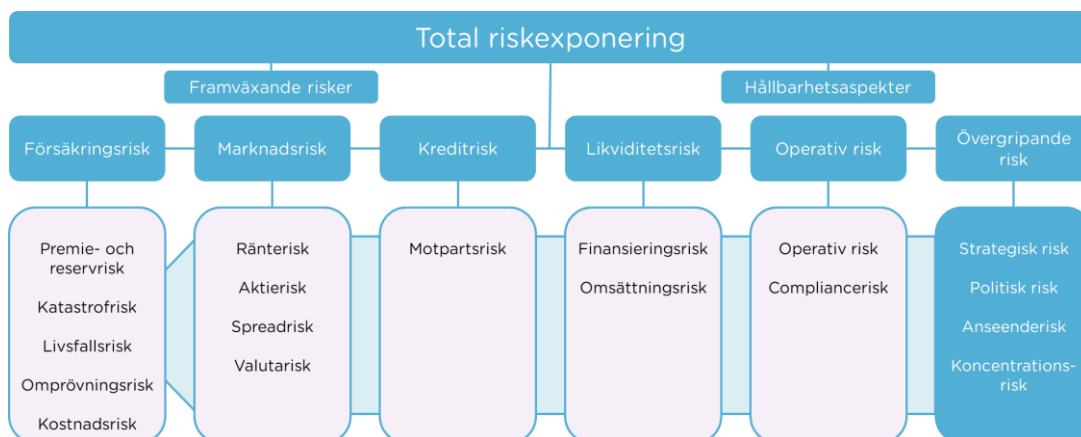 Total riskexponering
Framväxande risker
Hållbarhetsaspekter
Försäkringsrisk
Marknadsrisk
Kreditrisk
Likviditetsrisk
Operativ risk
Övergripande
risk
Premie- och
reservrisk
Katastrofrisk
Livsfallsrisk
Omprövningsrisk
Kostnadsrisk
Ränterisk
Aktierisk
Spreadrisk
Valutarisk
Motpartsrisk
Finansieringsrisk
Omsättningsrisk
Operativ risk
Compliancerisk
Strategisk risk
Politisk risk
Anseenderisk
Koncentrations-
risk